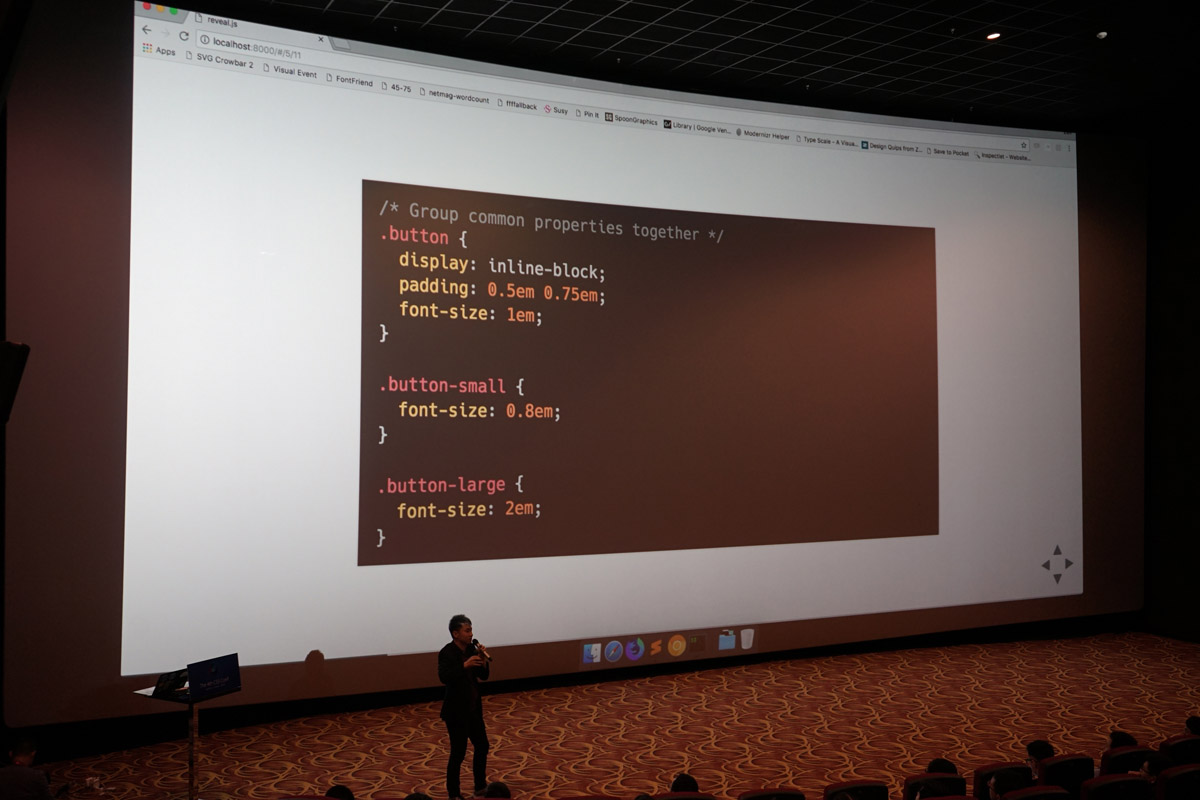 reveal.js
localhost:8000/#/5/11
Apps
SVG Crowbar 2
Visual Event
FontFriend
45-75
netmag-wordcount
ffffallback
Susy
Pin It
SpoonGraphics
Library | Google Ven...
Modernizr Helper
Type Scale - A Visua...
Design Quips from Z...
Save to Pocket
Inspectlet - Website...
/* Group common properties together */
.button {
display: inline-block;
padding: 0.5em 0.75em;
font-size: 1em;
}
.button-small {
font-size: 0.8em;
}
.button-large {
font-size: 2em;
}